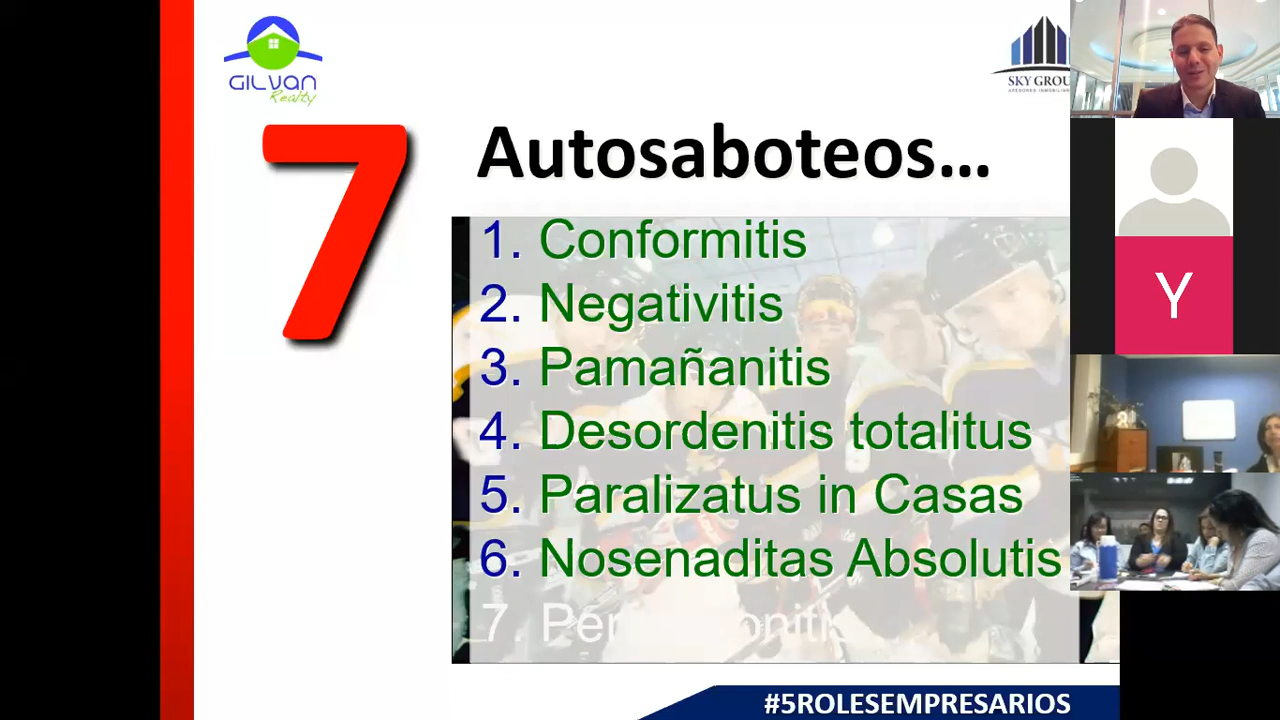 GILVAN
Realty
SKY GROU
7
Autosaboteos...
1. Conformitis
2. Negativitis
3. Pamañanitis
4. Desordenitis totalitus
5. Paralizatus in Casas
6. Nosenaditas Absolutis
7.
Y
#5ROLESEMPRESARIOS